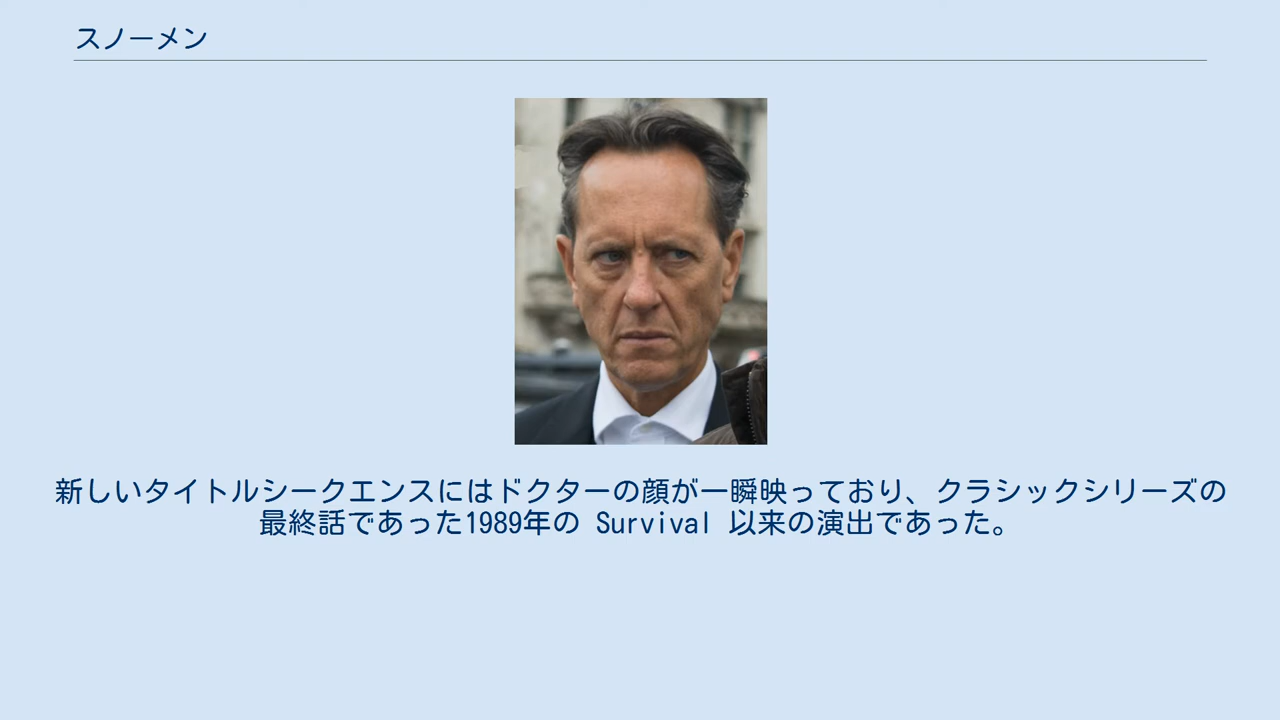 スノーメン
新しいタイトルシークエンスにはドクターの顔が一瞬映っており、クラシックシリーズの
最終話であった1989年の Survival 以来の演出であった。